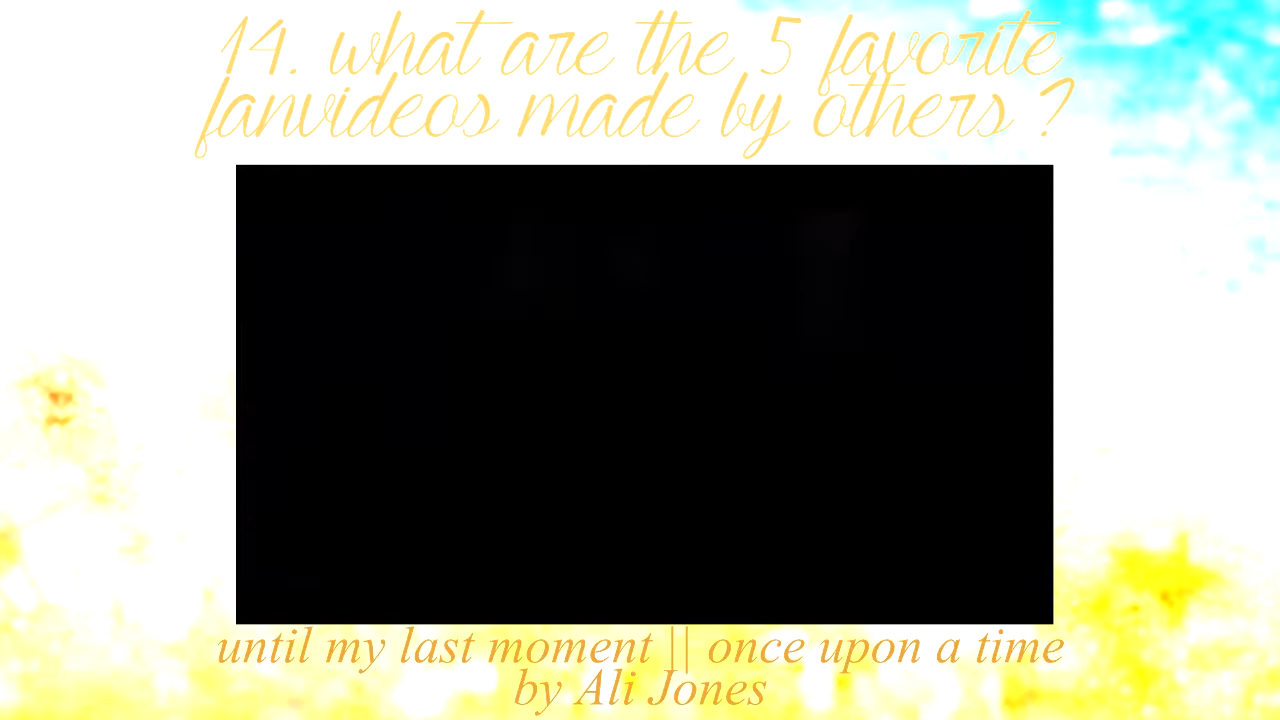 14. what are the 5 favorite
fanvideos made by others ?
until my last moment || once upon a time
by Ali Jones